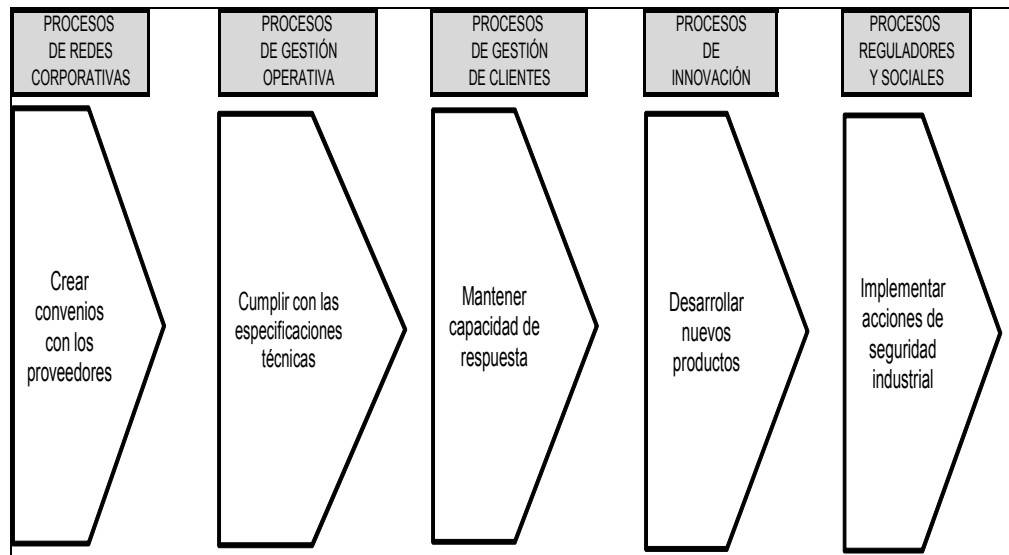 PROCESOS
DE REDES
CORPORATIVAS
PROCESOS
DE GESTIÓN
OPERATIVA
PROCESOS
DE GESTIÓN
DE CLIENTES
PROCESOS
DE
INNOVACIÓN
PROCESOS
REGULADORES
Y SOCIALES
Crear
convenios
con los
proveedores
Cumplir con las
especificaciones
técnicas
Mantener
capacidad de
respuesta
Desarrollar
nuevos
productos
Implementar
acciones de
seguridad
industrial